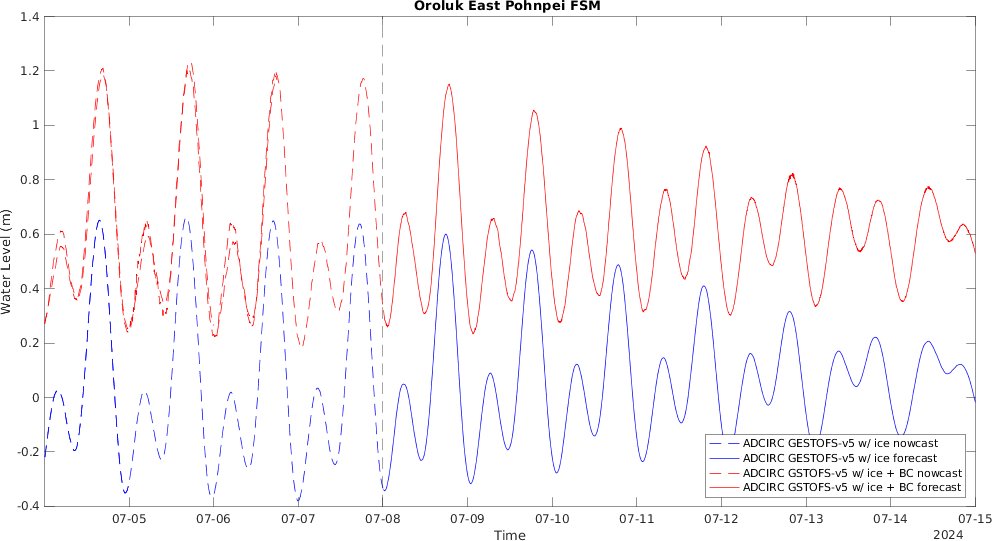 Oroluk East Pohnpei FSM
1.4
1.2
1
0.8
0.6
0.4
0.2
0
-0.2
-0.4
Water Level (m)
ADCIRC GESTOFS-v5 w/ ice nowcast
ADCIRC GESTOFS-v5 w/ ice forecast
ADCIRC GSTOFS-v5 w/ ice + BC nowcast
ADCIRC GSTOFS-v5 w/ ice + BC forecast
07-05 07-06 07-07 07-08 07-09 07-10 07-11 07-12 07-13 07-14 07-15
Time
2024